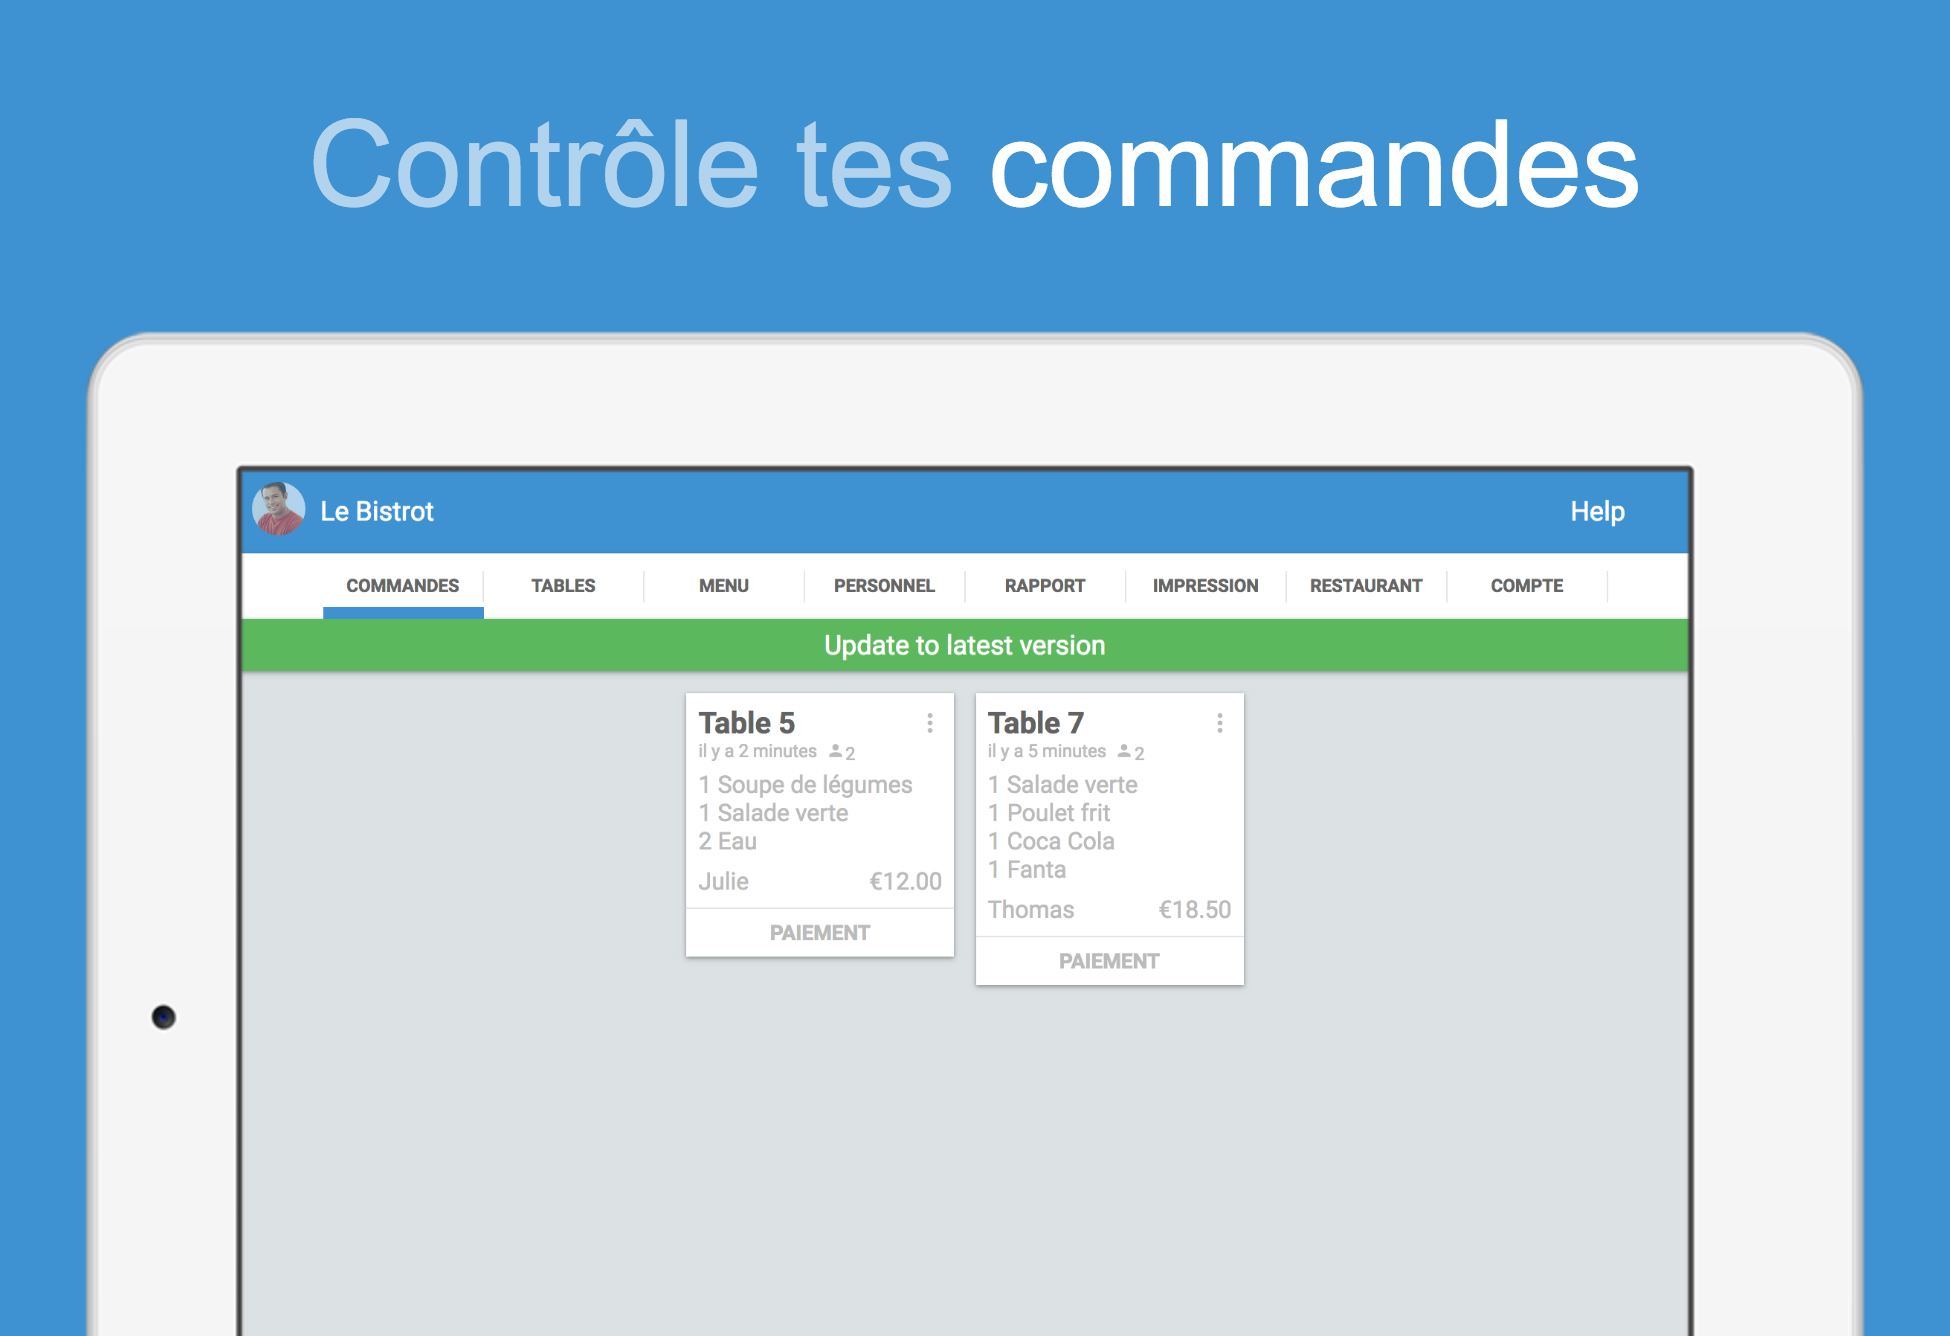 Contrôle tes commandes
Le Bistrot
Help
COMMANDES
TABLES
MENU
PERSONNEL
RAPPORT
IMPRESSION
RESTAURANT
COMPTE
Update to latest version
Table 5
il y a 2 minutes 2
1 Soupe de légumes
1 Salade verte
2 Eau
Julie €12.00
PAIEMENT
Table 7
il y a 5 minutes 2
1 Salade verte
1 Poulet frit
1 Coca Cola
1 Fanta
Thomas €18.50
PAIEMENT